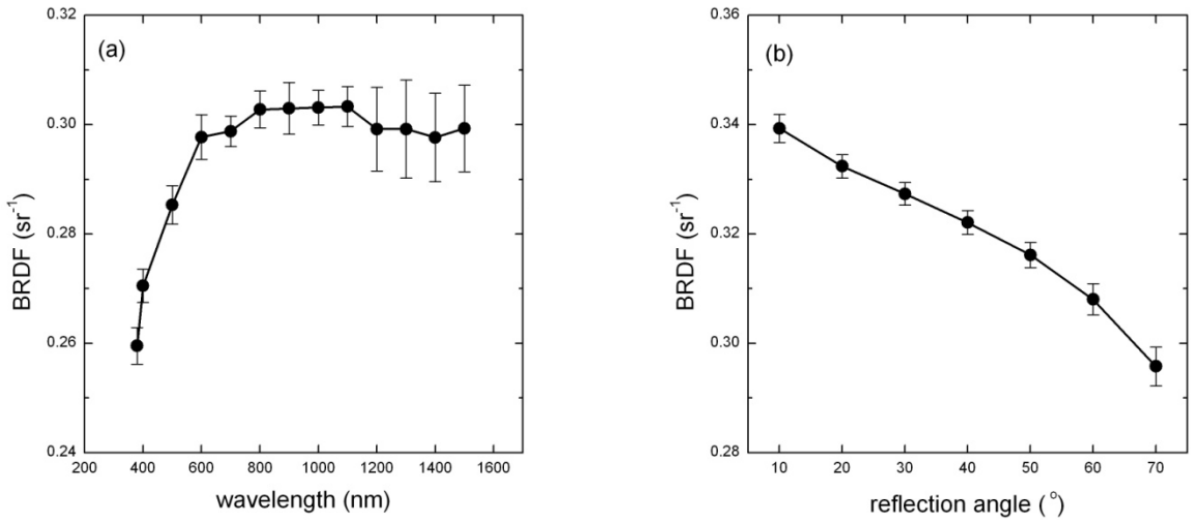 0.32
(a)
0.30
0.28
0.26
0.24
BRDF (sr⁻¹)
200 400 600 800 1000 1200 1400 1600
wavelength (nm)
0.36
(b)
0.34
0.32
0.30
0.28
BRDF (sr⁻¹)
10 20 30 40 50 60 70
reflection angle (°)